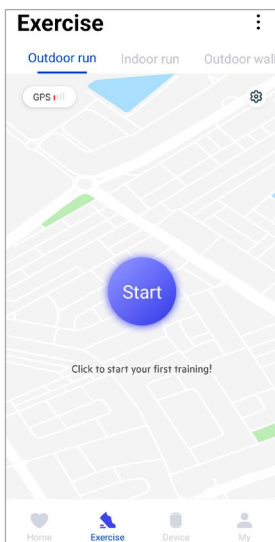 Exercise
Outdoor run Indoor run Outdoor wal
GPS
Start
Click to start your first training!
Home Exercise Device My